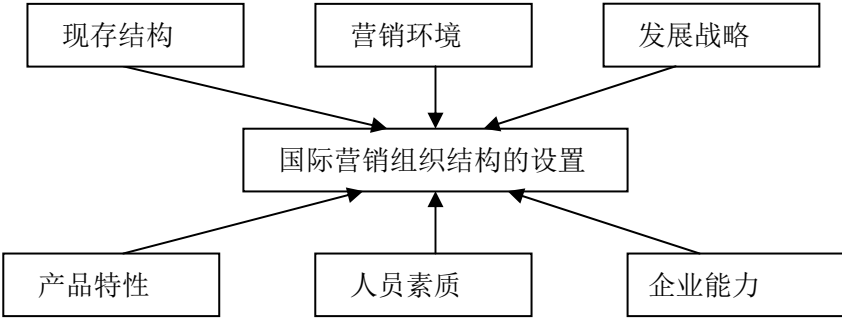 现存结构
营销环境
发展战略
国际营销组织结构的设置
产品特性
人员素质
企业能力